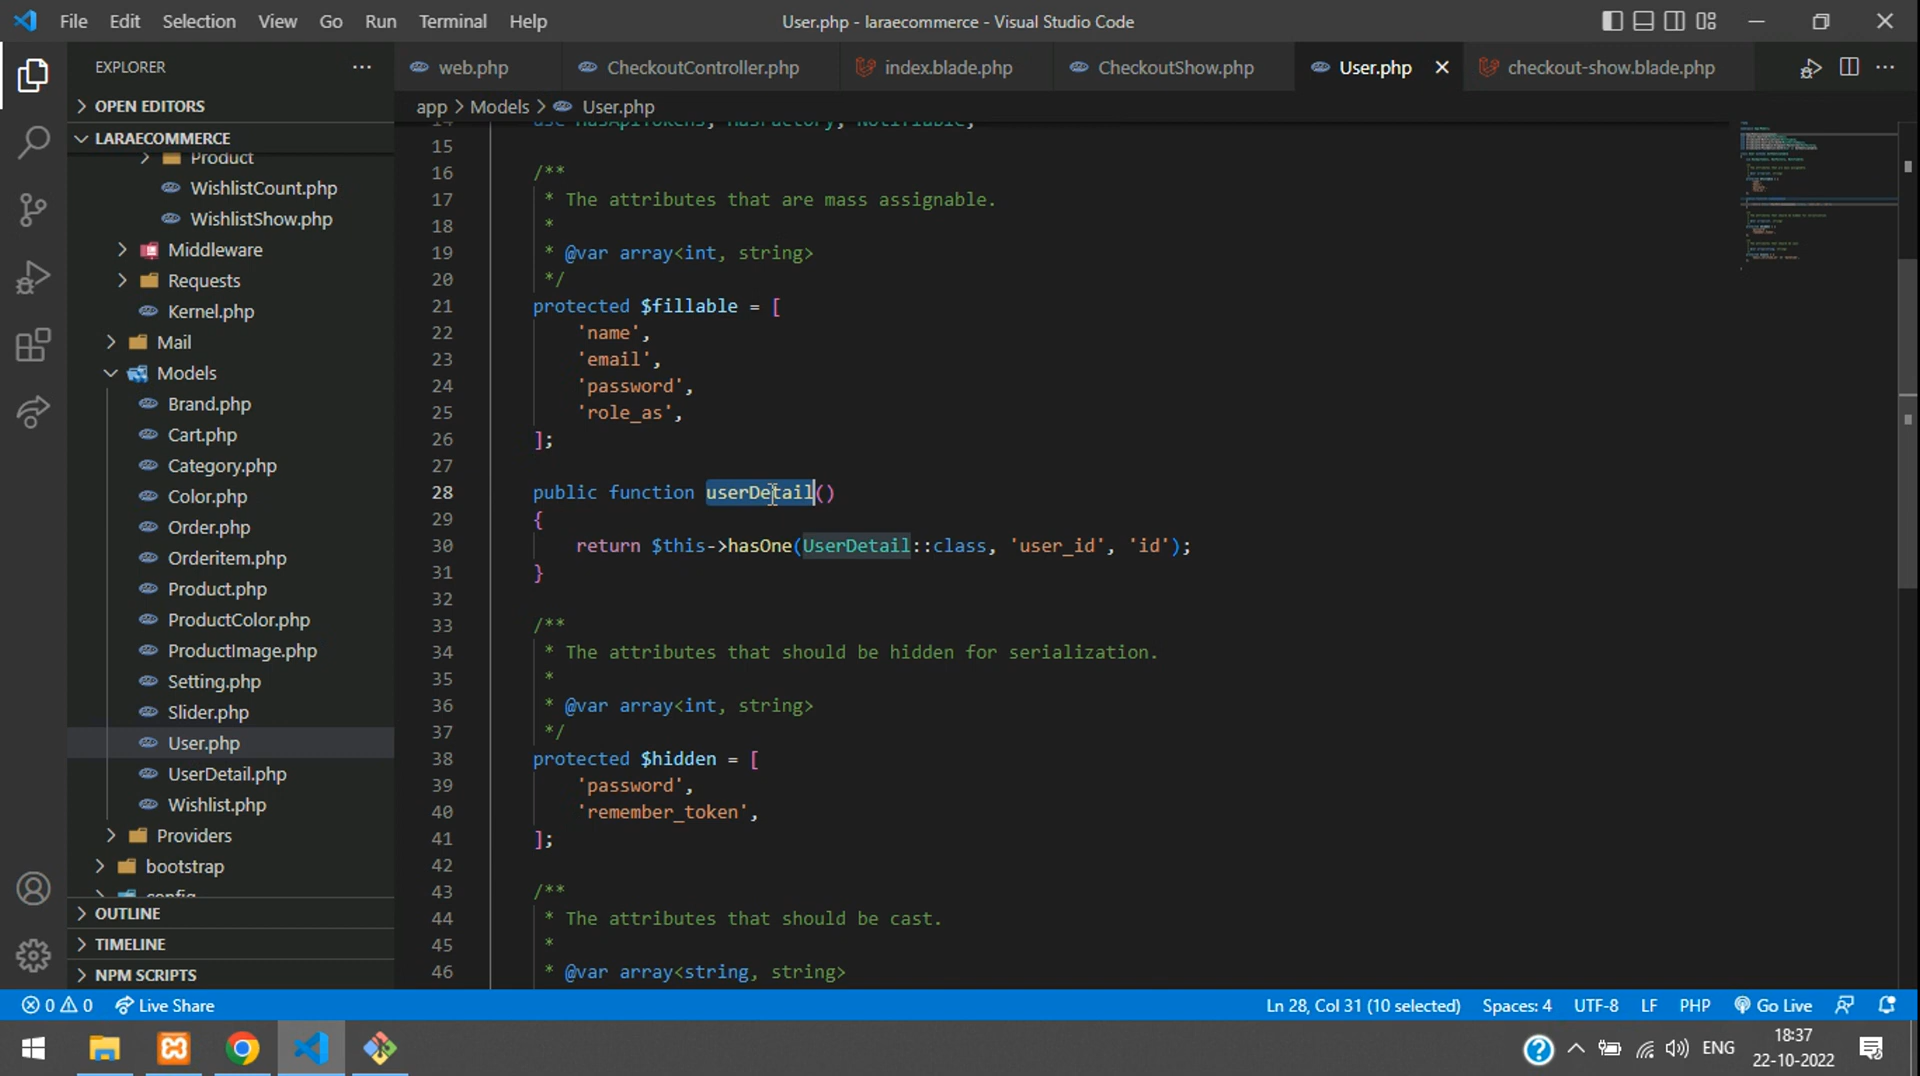 File Edit Selection View Go Run Terminal Help
User.php - laraecommerce - Visual Studio Code
EXPLORER
web.php
CheckoutController.php
index.blade.php
CheckoutShow.php
User.php
checkout-show.blade.php
OPEN EDITORS
app > Models > User.php
LARAECOMMERCE
Product
WishlistCount.php
WishlistShow.php
Middleware
Requests
Kernel.php
Mail
Models
Brand.php
Cart.php
Category.php
Color.php
Order.php
Orderitem.php
Product.php
ProductColor.php
ProductImage.php
Setting.php
Slider.php
User.php
UserDetail.php
Wishlist.php
Providers
bootstrap
config
OUTLINE
TIMELINE
NPM SCRIPTS
14 use HasApiTokens, HasFactory, Notifiable;
15
16 /**
17 * The attributes that are mass assignable.
18 *
19 * @var array<int, string>
20 */
21 protected $fillable = [
22 'name',
23 'email',
24 'password',
25 'role_as',
26 ];
27
28 public function userDetail()
29 {
30 return $this->hasOne(UserDetail::class, 'user_id', 'id');
31 }
32
33 /**
34 * The attributes that should be hidden for serialization.
35 *
36 * @var array<int, string>
37 */
38 protected $hidden = [
39 'password',
40 'remember_token',
41 ];
42
43 /**
44 * The attributes that should be cast.
45 *
46 * @var array<string, string>
0 0 Live Share
Ln 28, Col 31 (10 selected) Spaces: 4 UTF-8 LF PHP Go Live
ENG
18:37
22-10-2022